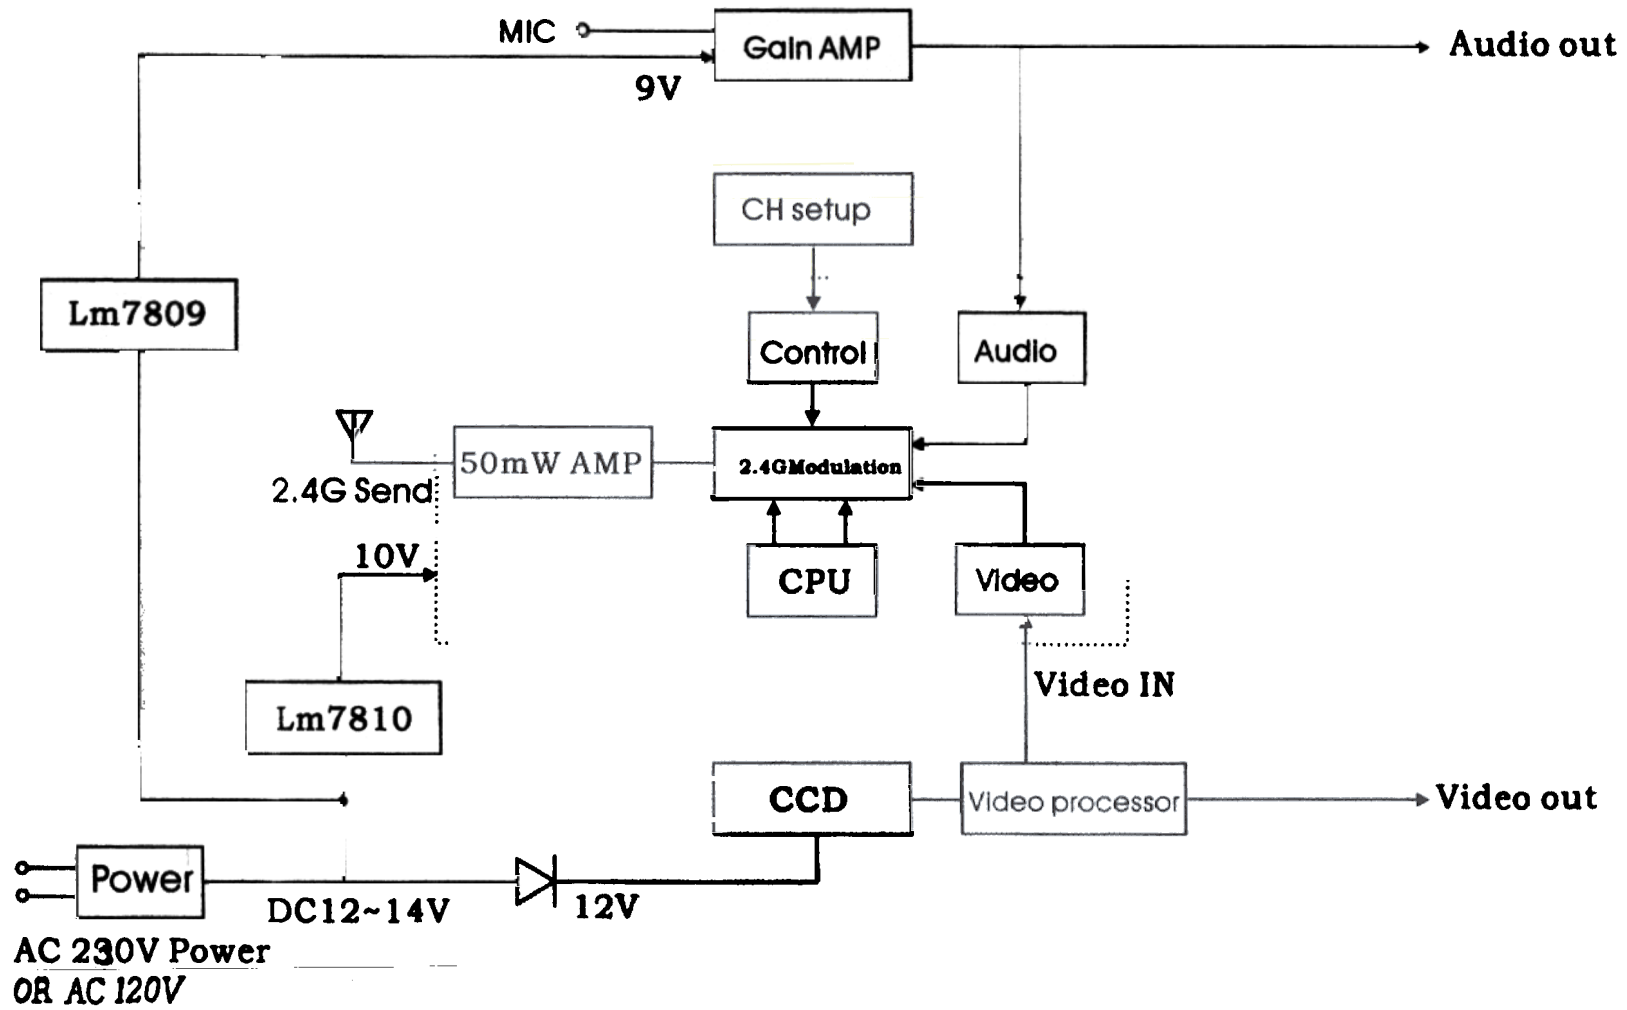 MIC
Gain AMP
Audio out
9V
CH setup
Lm7809
Control
Audio
50mW AMP
2.4GModulation
2.4G Send
10V
CPU
Video
Video IN
Lm7810
CCD
Video processor
Video out
Power
DC12~14V
12V
AC 230V Power
OR AC 120V